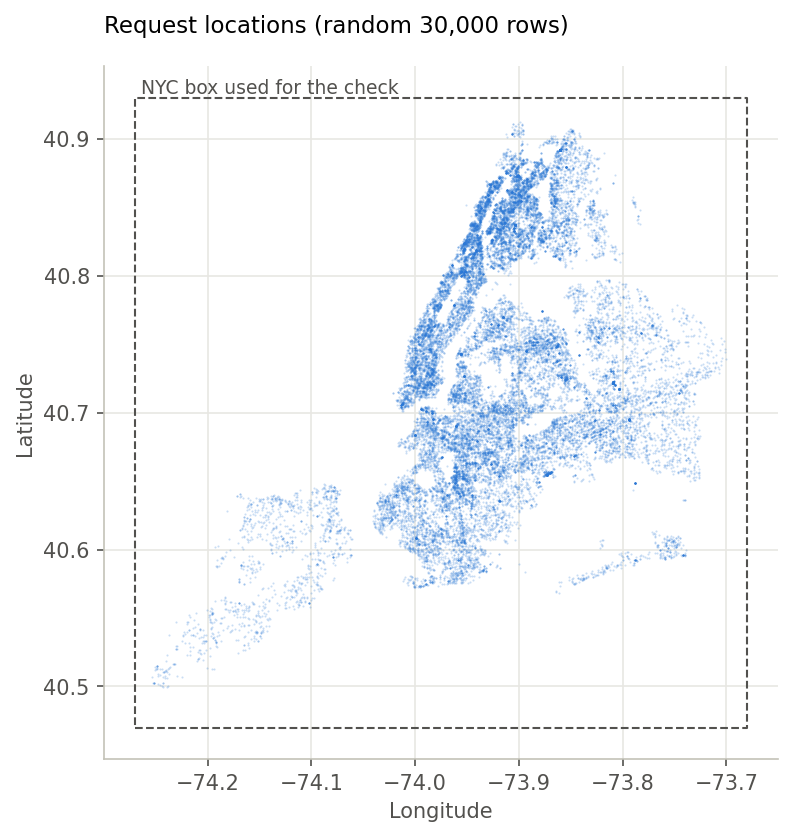 Request locations (random 30,000 rows)
NYC box used for the check
40.9
40.8
40.7
40.6
40.5
Latitude
−74.2 −74.1 −74.0 −73.9 −73.8 −73.7
Longitude